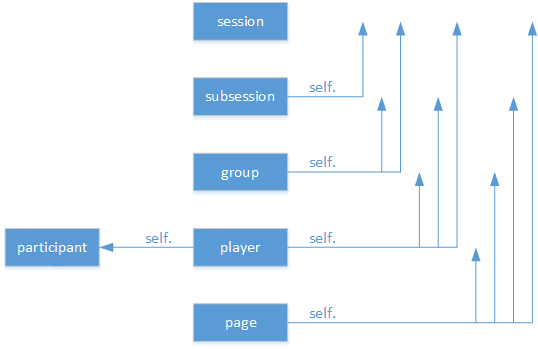 session
subsession self.
group self.
participant self. player self.
page self.